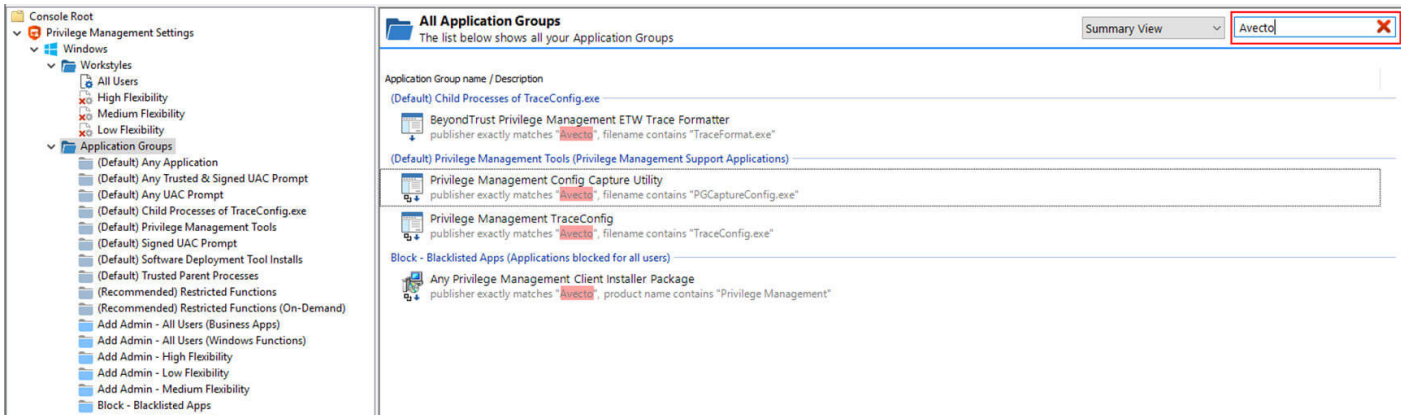 Console Root
Privilege Management Settings
Windows
Workstyles
All Users
High Flexibility
Medium Flexibility
Low Flexibility
Application Groups
(Default) Any Application
(Default) Any Trusted & Signed UAC Prompt
(Default) Any UAC Prompt
(Default) Child Processes of TraceConfig.exe
(Default) Privilege Management Tools
(Default) Signed UAC Prompt
(Default) Software Deployment Tool Installs
(Default) Trusted Parent Processes
(Recommended) Restricted Functions
(Recommended) Restricted Functions (On-Demand)
Add Admin - All Users (Business Apps)
Add Admin - All Users (Windows Functions)
Add Admin - High Flexibility
Add Admin - Low Flexibility
Add Admin - Medium Flexibility
Block - Blacklisted Apps
All Application Groups
The list below shows all your Application Groups
Summary View
Avecto
Application Group name / Description
(Default) Child Processes of TraceConfig.exe
BeyondTrust Privilege Management ETW Trace Formatter
publisher exactly matches "Avecto", filename contains "TraceFormat.exe"
(Default) Privilege Management Tools (Privilege Management Support Applications)
Privilege Management Config Capture Utility
publisher exactly matches "Avecto", filename contains "PGCaptureConfig.exe"
Privilege Management TraceConfig
publisher exactly matches "Avecto", filename contains "TraceConfig.exe"
Block - Blacklisted Apps (Applications blocked for all users)
Any Privilege Management Client Installer Package
publisher exactly matches "Avecto", product name contains "Privilege Management"